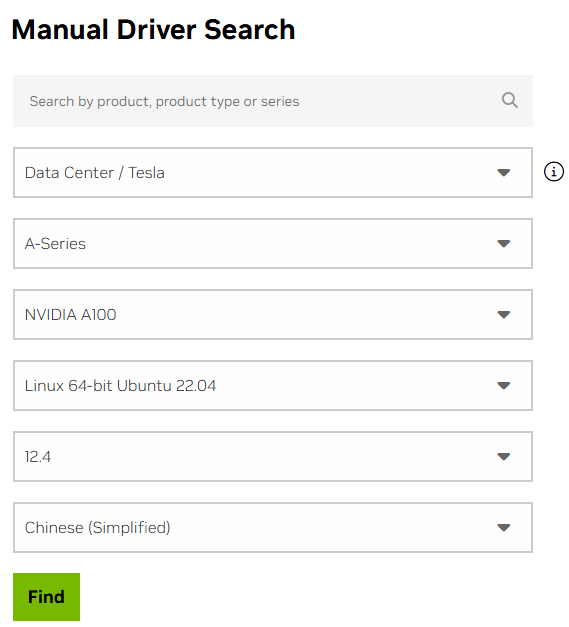 Manual Driver Search
Search by product, product type or series
Data Center / Tesla
A-Series
NVIDIA A100
Linux 64-bit Ubuntu 22.04
12.4
Chinese (Simplified)
Find